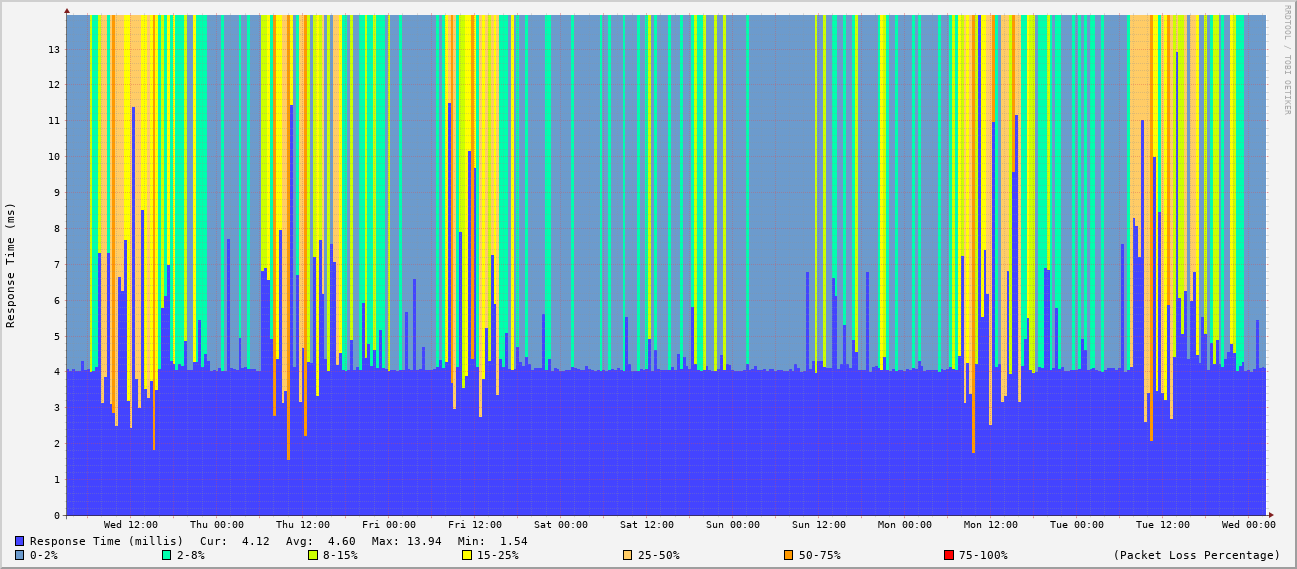 RRDTOOL / TOBI OETIKER
Response Time (ms)
13
12
11
10
9
8
7
6
5
4
3
2
1
0
Wed 12:00 Thu 00:00 Thu 12:00 Fri 00:00 Fri 12:00 Sat 00:00 Sat 12:00 Sun 00:00 Sun 12:00 Mon 00:00 Mon 12:00 Tue 00:00 Tue 12:00 Wed 00:00
Response Time (millis) Cur: 4.12 Avg: 4.60 Max: 13.94 Min: 1.54
0-2% 2-8% 8-15% 15-25% 25-50% 50-75% 75-100% (Packet Loss Percentage)